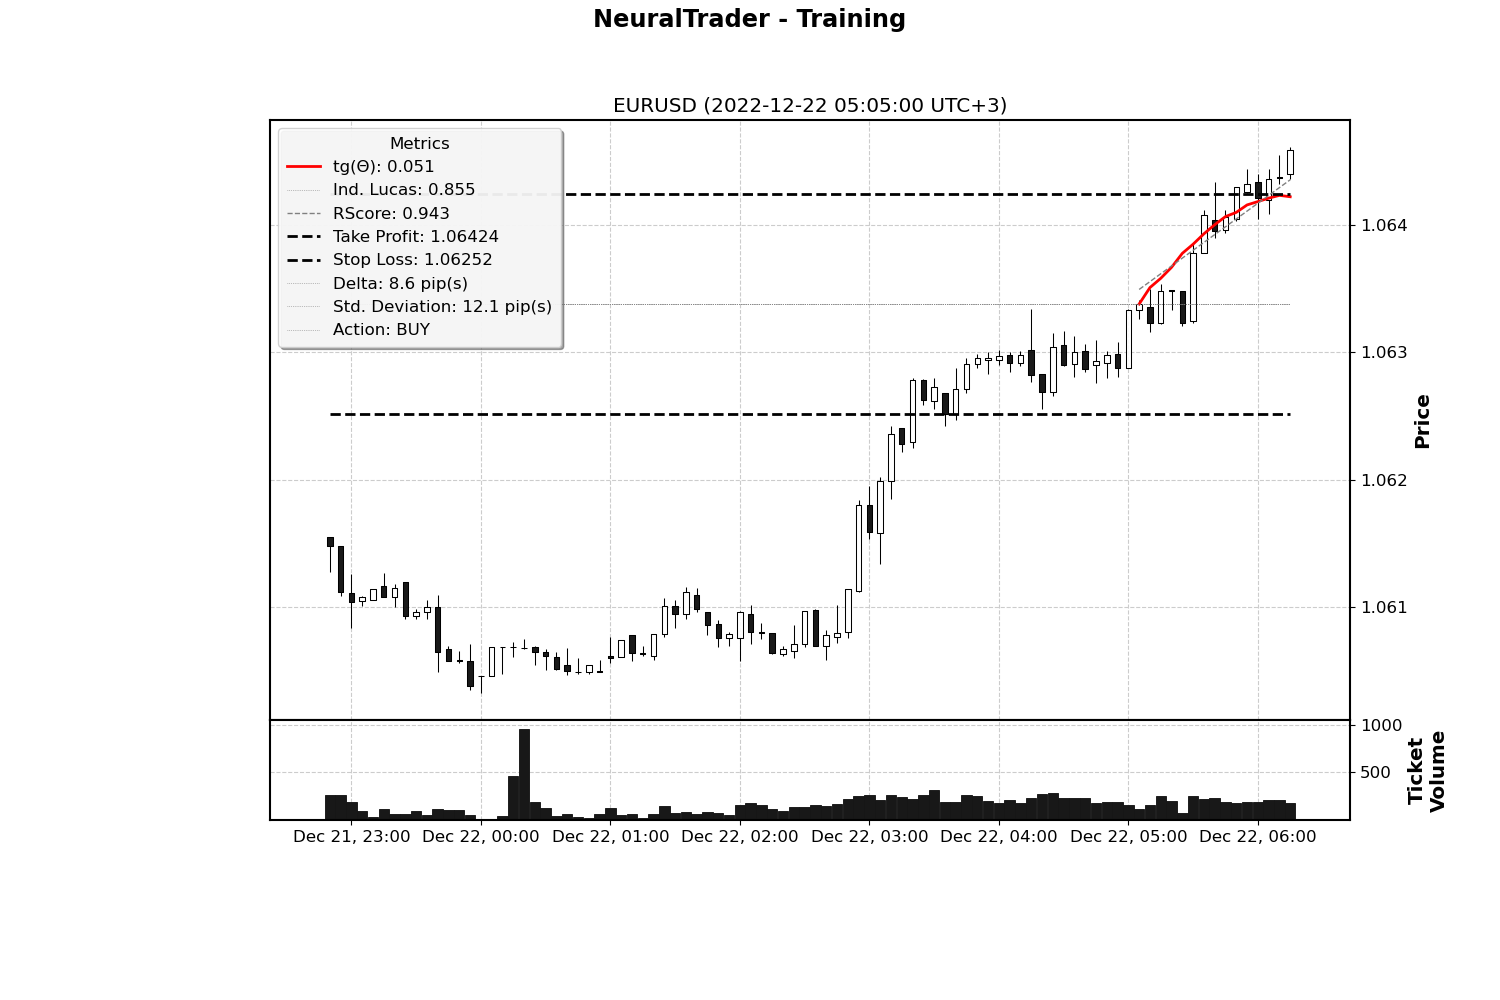 NeuralTrader - Training
EURUSD (2022-12-22 05:05:00 UTC+3)
Metrics
tg(Θ): 0.051
Ind. Lucas: 0.855
RScore: 0.943
Take Profit: 1.06424
Stop Loss: 1.06252
Delta: 8.6 pip(s)
Std. Deviation: 12.1 pip(s)
Action: BUY
1.064
1.063
1.062
1.061
Price
1000
500
Ticket
Volume
Dec 21, 23:00
Dec 22, 00:00
Dec 22, 01:00
Dec 22, 02:00
Dec 22, 03:00
Dec 22, 04:00
Dec 22, 05:00
Dec 22, 06:00